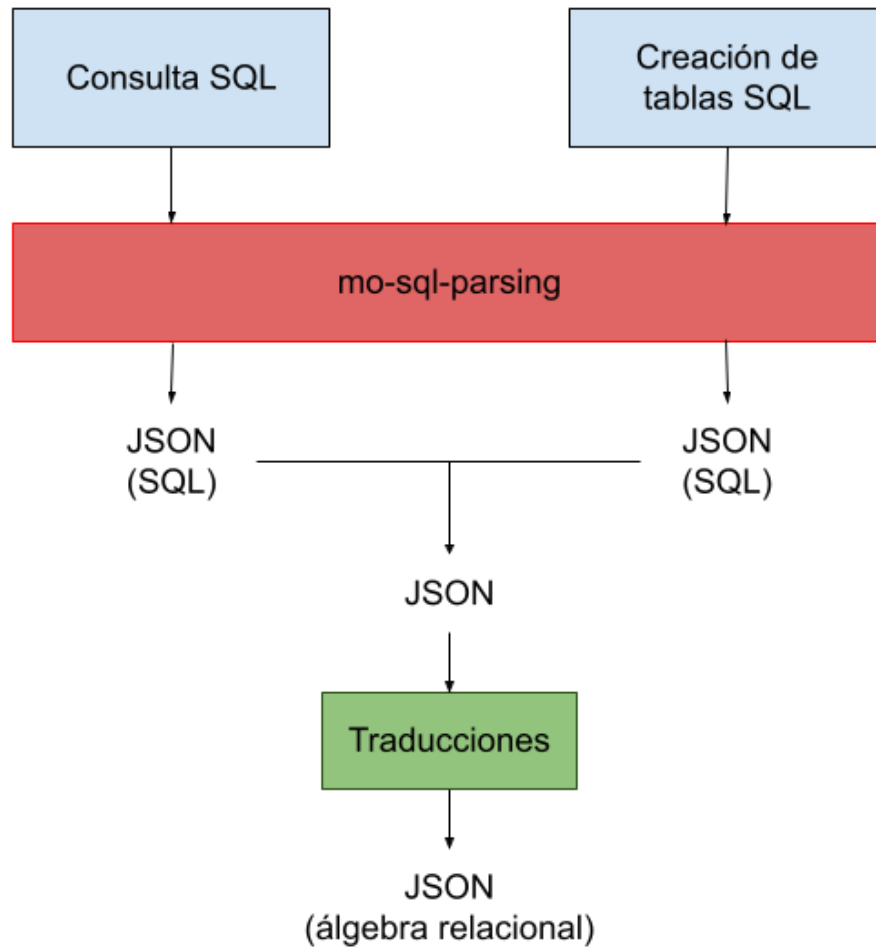 Consulta SQL
Creación de
tablas SQL
mo-sql-parsing
JSON
(SQL)
JSON
(SQL)
JSON
Traducciones
JSON
(álgebra relacional)